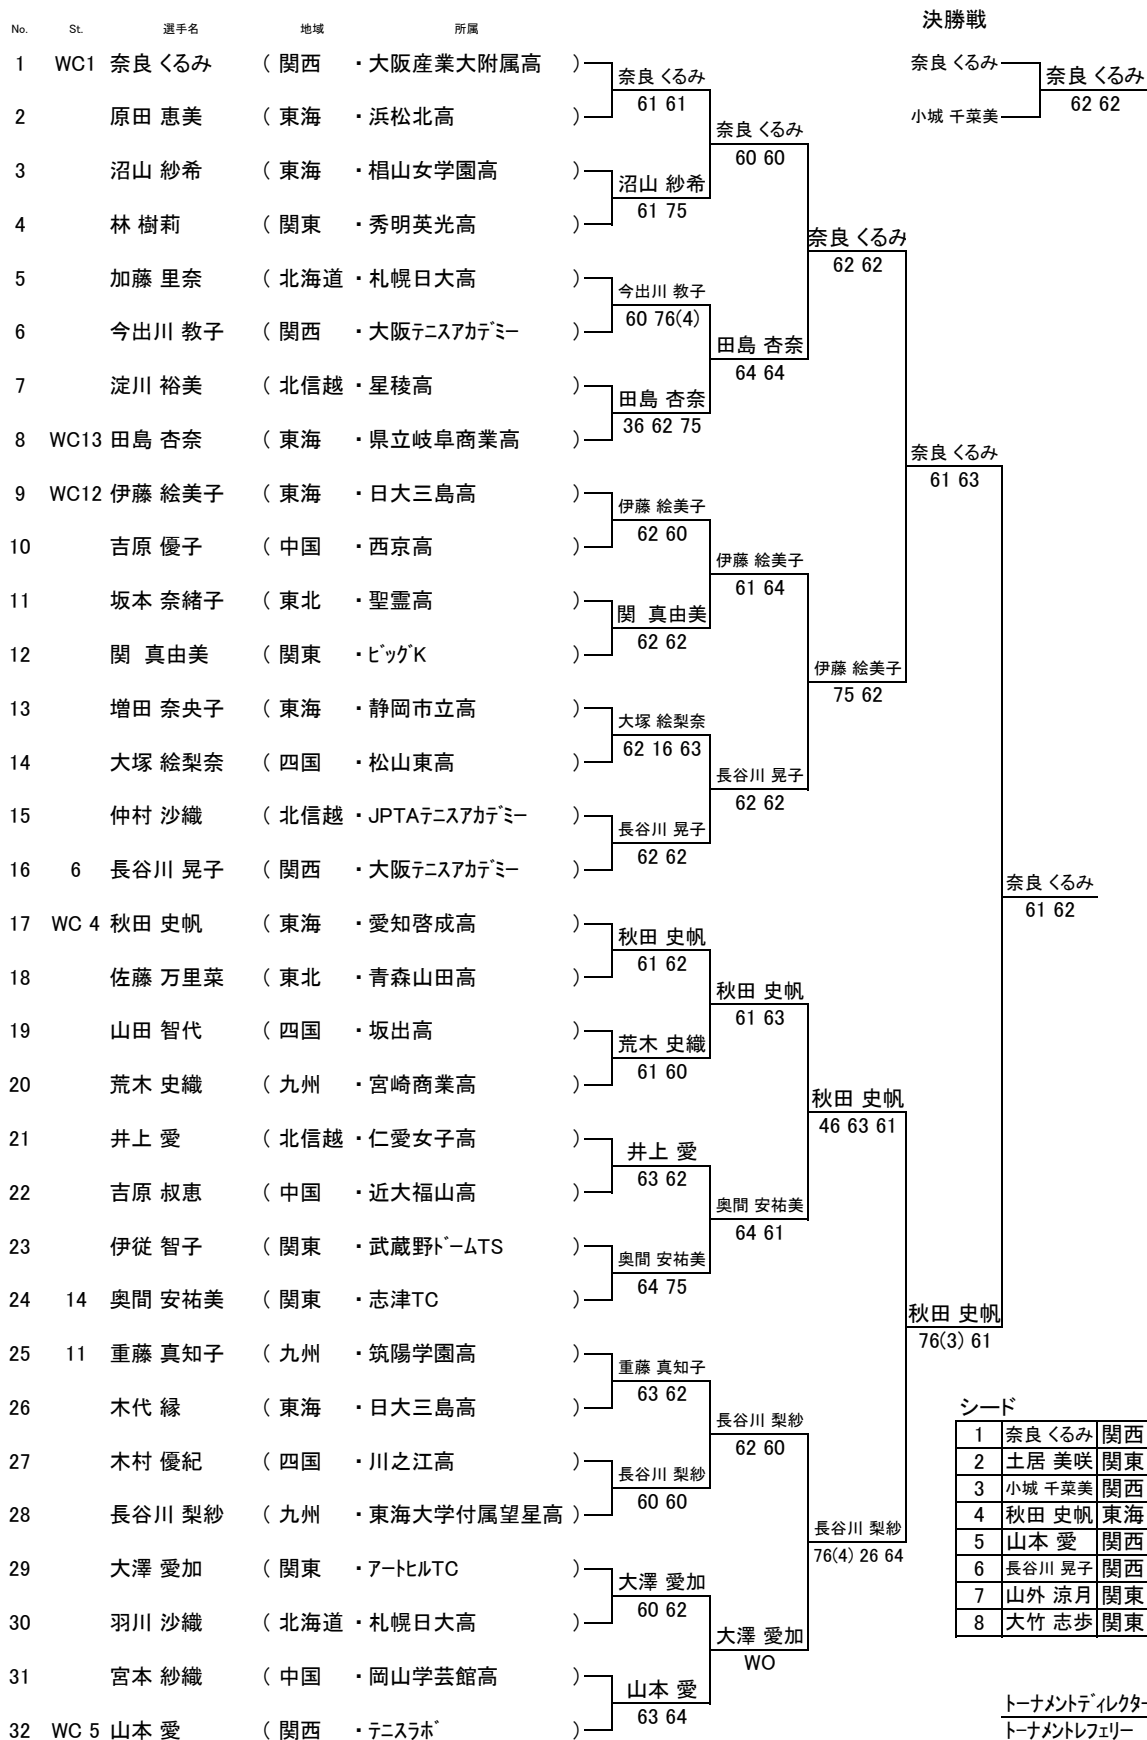 決勝戦
No. St. 選手名 地域 所属
1 WC1 奈良 くるみ ( 関西 ・大阪産業大附属高 )
2 原田 恵美 ( 東海 ・浜松北高 )
3 沼山 紗希 ( 東海 ・椙山女学園高 )
4 林 樹莉 ( 関東 ・秀明英光高 )
5 加藤 里奈 ( 北海道 ・札幌日大高 )
6 今出川 教子 ( 関西 ・大阪テニスアカデミー )
7 淀川 裕美 ( 北信越 ・星稜高 )
8 WC13 田島 杏奈 ( 東海 ・県立岐阜商業高 )
9 WC12 伊藤 絵美子 ( 東海 ・日大三島高 )
10 吉原 優子 ( 中国 ・西京高 )
11 坂本 奈緒子 ( 東北 ・聖霊高 )
12 関 真由美 ( 関東 ・ビッグK )
13 増田 奈央子 ( 東海 ・静岡市立高 )
14 大塚 絵梨奈 ( 四国 ・松山東高 )
15 仲村 沙織 ( 北信越 ・JPTAテニスアカデミー )
16 6 長谷川 晃子 ( 関西 ・大阪テニスアカデミー )
17 WC 4 秋田 史帆 ( 東海 ・愛知啓成高 )
18 佐藤 万里菜 ( 東北 ・青森山田高 )
19 山田 智代 ( 四国 ・坂出高 )
20 荒木 史織 ( 九州 ・宮崎商業高 )
21 井上 愛 ( 北信越 ・仁愛女子高 )
22 吉原 叔恵 ( 中国 ・近大福山高 )
23 伊従 智子 ( 関東 ・武蔵野ドームTS )
24 14 奥間 安祐美 ( 関東 ・志津TC )
25 11 重藤 真知子 ( 九州 ・筑陽学園高 )
26 木代 縁 ( 東海 ・日大三島高 )
27 木村 優紀 ( 四国 ・川之江高 )
28 長谷川 梨紗 ( 九州 ・東海大学付属望星高 )
29 大澤 愛加 ( 関東 ・アートヒルTC )
30 羽川 沙織 ( 北海道 ・札幌日大高 )
31 宮本 紗織 ( 中国 ・岡山学芸館高 )
32 WC 5 山本 愛 ( 関西 ・テニスラボ )
奈良 くるみ
61 61
沼山 紗希
61 75
今出川 教子
60 76(4)
田島 杏奈
36 62 75
伊藤 絵美子
62 60
関 真由美
62 62
大塚 絵梨奈
62 16 63
長谷川 晃子
62 62
秋田 史帆
61 62
荒木 史織
61 60
井上 愛
63 62
奥間 安祐美
64 75
重藤 真知子
63 62
長谷川 梨紗
60 60
大澤 愛加
60 62
山本 愛
63 64
奈良 くるみ
60 60
田島 杏奈
64 64
伊藤 絵美子
61 64
長谷川 晃子
62 62
秋田 史帆
61 63
奥間 安祐美
64 61
長谷川 梨紗
62 60
大澤 愛加
WO
奈良 くるみ
62 62
伊藤 絵美子
75 62
秋田 史帆
46 63 61
長谷川 梨紗
76(4) 26 64
奈良 くるみ
61 63
秋田 史帆
76(3) 61
奈良 くるみ
61 62
奈良 くるみ
小城 千菜美
奈良 くるみ
62 62
シード
1 奈良 くるみ 関西
2 土居 美咲 関東
3 小城 千菜美 関西
4 秋田 史帆 東海
5 山本 愛 関西
6 長谷川 晃子 関西
7 山外 涼月 関東
8 大竹 志歩 関東
トーナメントディレクター
トーナメントレフェリー